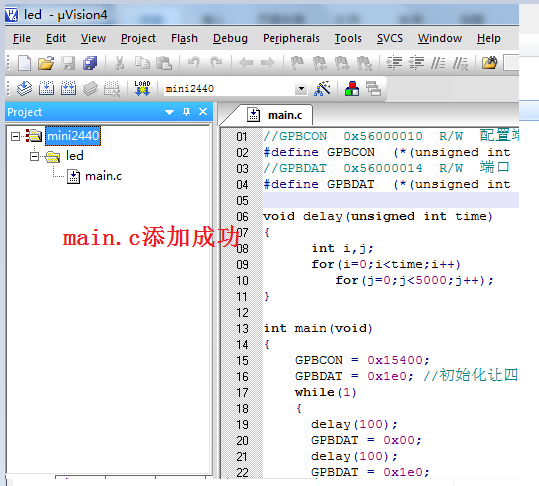 led - µVision4
File Edit View Project Flash Debug Peripherals Tools SVCS Window Help
LOAD mini2440
Project
main.c
mini2440
led
main.c
main.c添加成功
01 //GPBCON 0x56000010 R/W 配置端
02 #define GPBCON (*(unsigned int
03 //GPBDAT 0x56000014 R/W 端口
04 #define GPBDAT (*(unsigned int
05
06 void delay(unsigned int time)
07 {
08 int i,j;
09 for(i=0;i<time;i++)
10 for(j=0;j<5000;j++);
11 }
12
13 int main(void)
14 {
15 GPBCON = 0x15400;
16 GPBDAT = 0x1e0; //初始化让四
17 while(1)
18 {
19 delay(100);
20 GPBDAT = 0x00;
21 delay(100);
22 GPBDAT = 0x1e0;